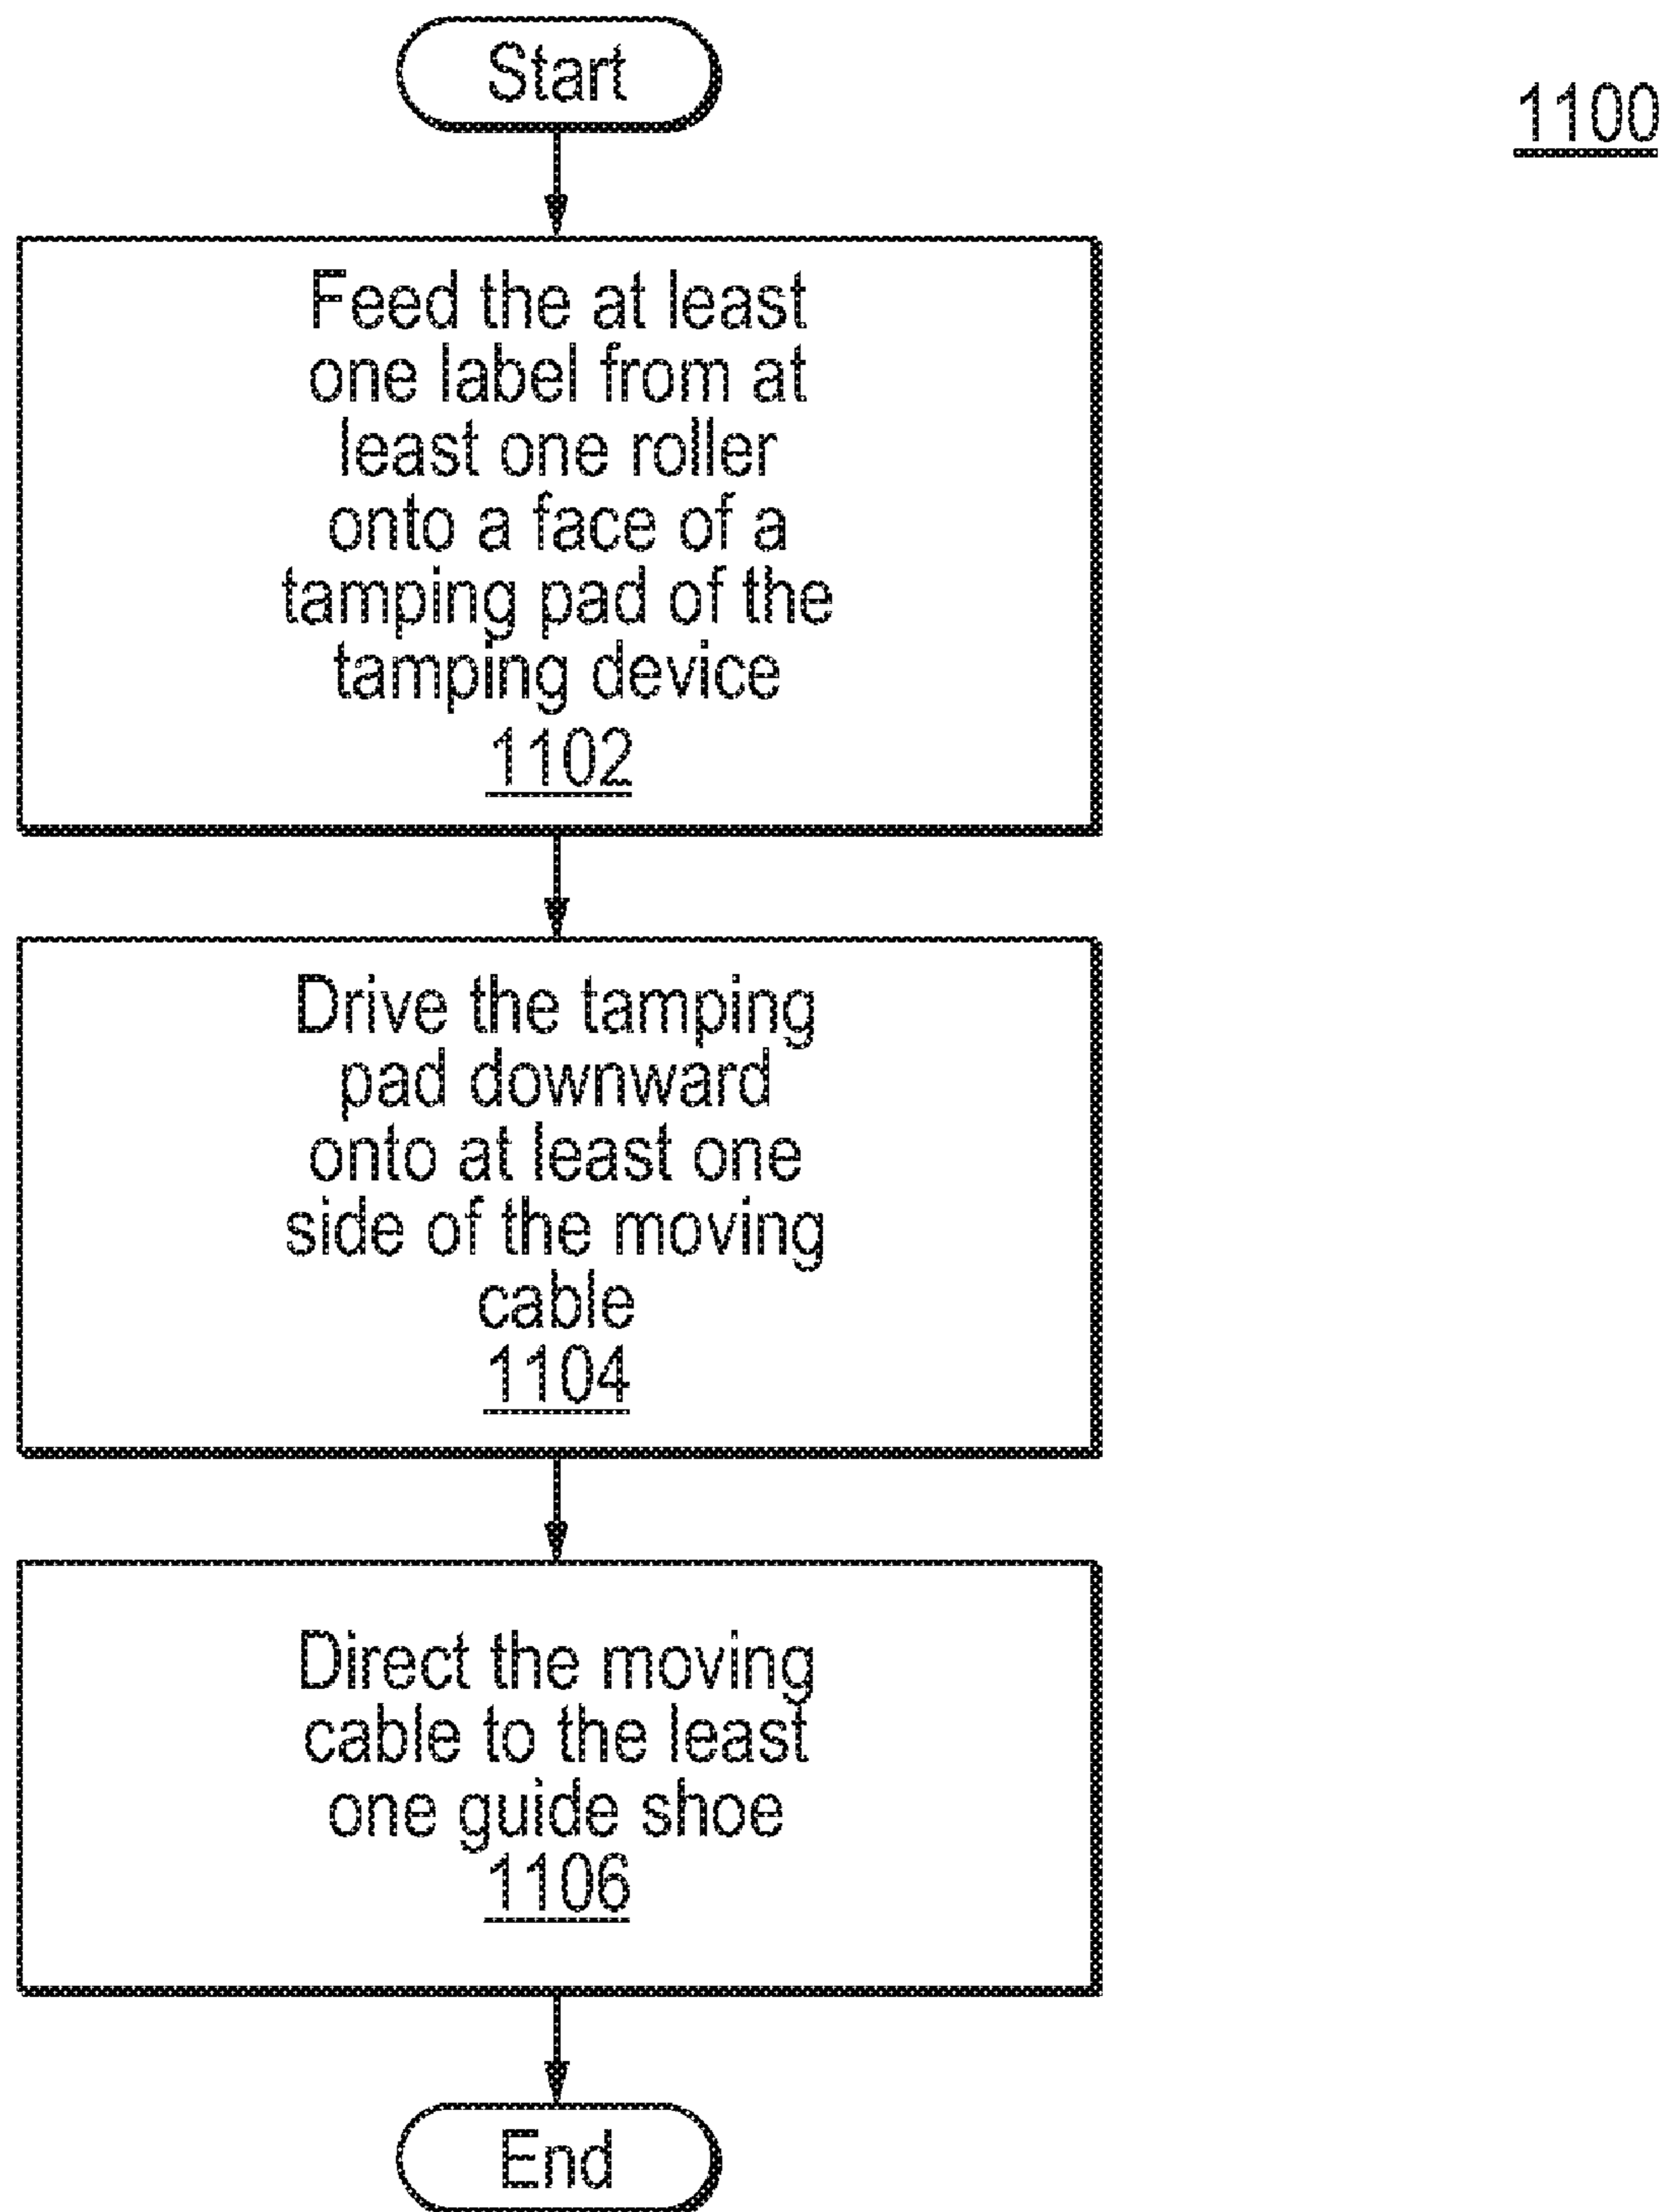 Start
1100
Feed the at least
one label from at
least one roller
onto a face of a
tamping pad of the
tamping device
1102
Drive the tamping
pad downward
onto at least one
side of the moving
cable
1104
Direct the moving
cable to the least
one guide shoe
1106
End